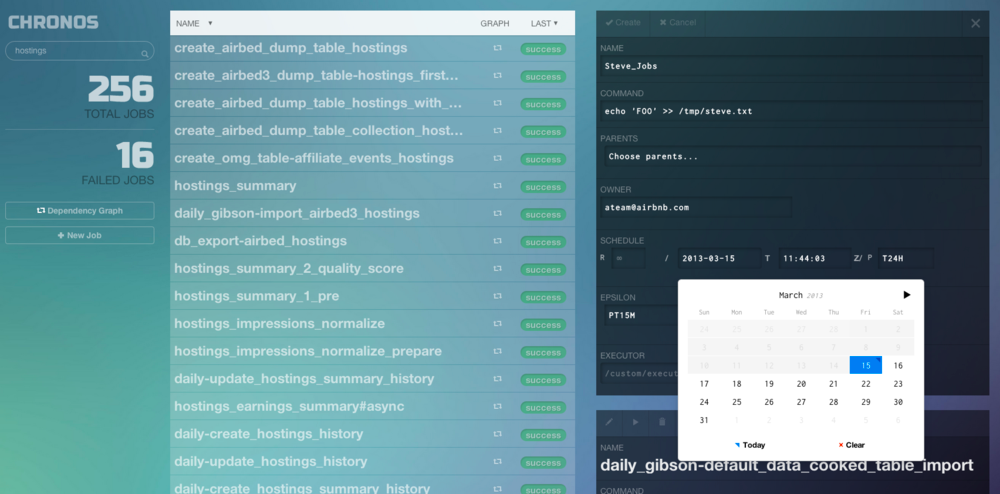 CHRONOS
hostings
256
TOTAL JOBS
16
FAILED JOBS
Dependency Graph
New Job
NAME GRAPH LAST
create_airbed_dump_table_hostings success
create_airbed3_dump_table-hostings_first... success
create_airbed_dump_table_hostings_with_... success
create_airbed_dump_table_collection_host... success
create_omg_table-affiliate_events_hostings success
hostings_summary success
daily_gibson-import_airbed3_hostings success
db_export-airbed_hostings success
hostings_summary_2_quality_score success
hostings_summary_1_pre success
hostings_impressions_normalize success
hostings_impressions_normalize_prepare success
daily-update_hostings_summary_history success
hostings_earnings_summary#async success
daily-create_hostings_history success
daily-update_hostings_history success
daily-create_hostings_summary_history success
Create Cancel
NAME
Steve_Jobs
COMMAND
echo 'FOO' >> /tmp/steve.txt
PARENTS
Choose parents...
OWNER
ateam@airbnb.com
SCHEDULE
R ∞ / 2013-03-15 T 11:44:03 Z/ P T24H
EPSILON
PT15M
EXECUTOR
/custom/execut
March 2013
Sun Mon Tue Wed Thu Fri Sat
24 25 26 27 28 1 2
3 4 5 6 7 8 9
10 11 12 13 14 15 16
17 18 19 20 21 22 23
24 25 26 27 28 29 30
31 1 2 3 4 5 6
Today Clear
NAME
daily_gibson-default_data_cooked_table_import
COMMAND